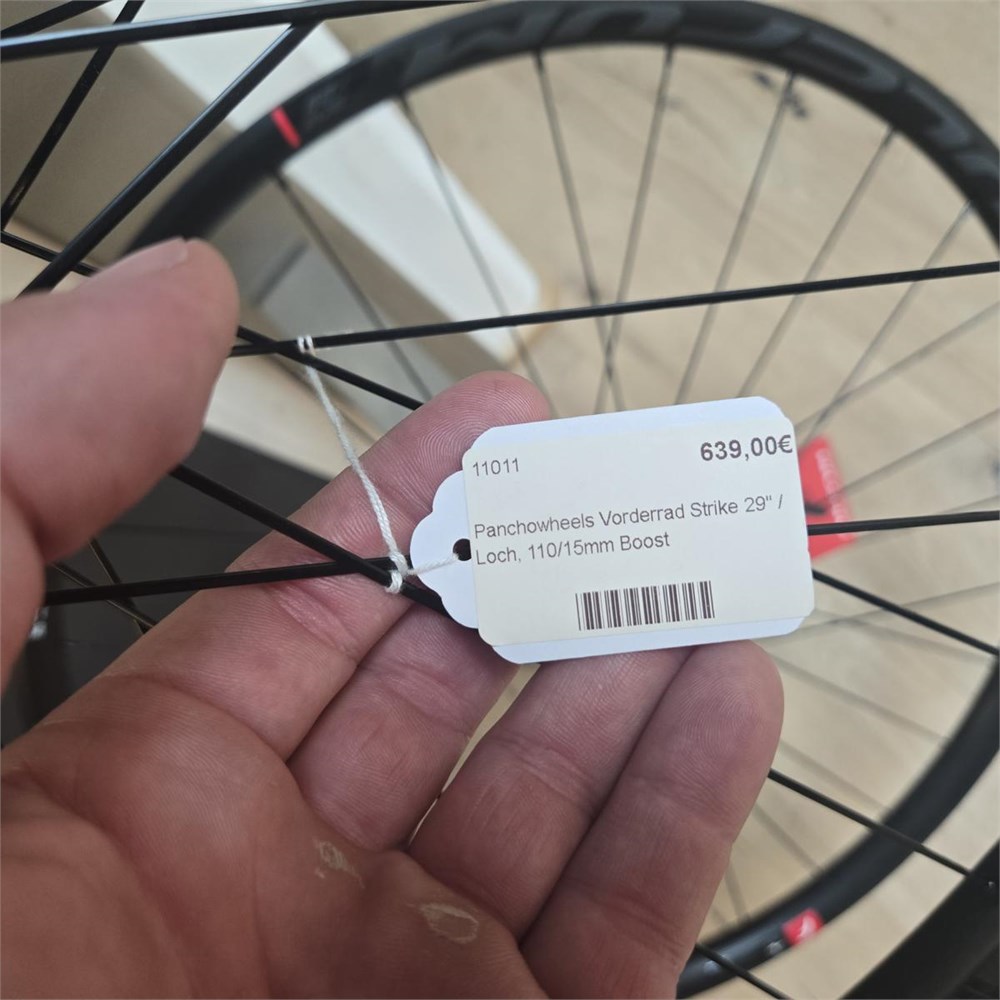 11011
639,00€
Panchowheels Vorderrad Strike 29" /
Loch, 110/15mm Boost